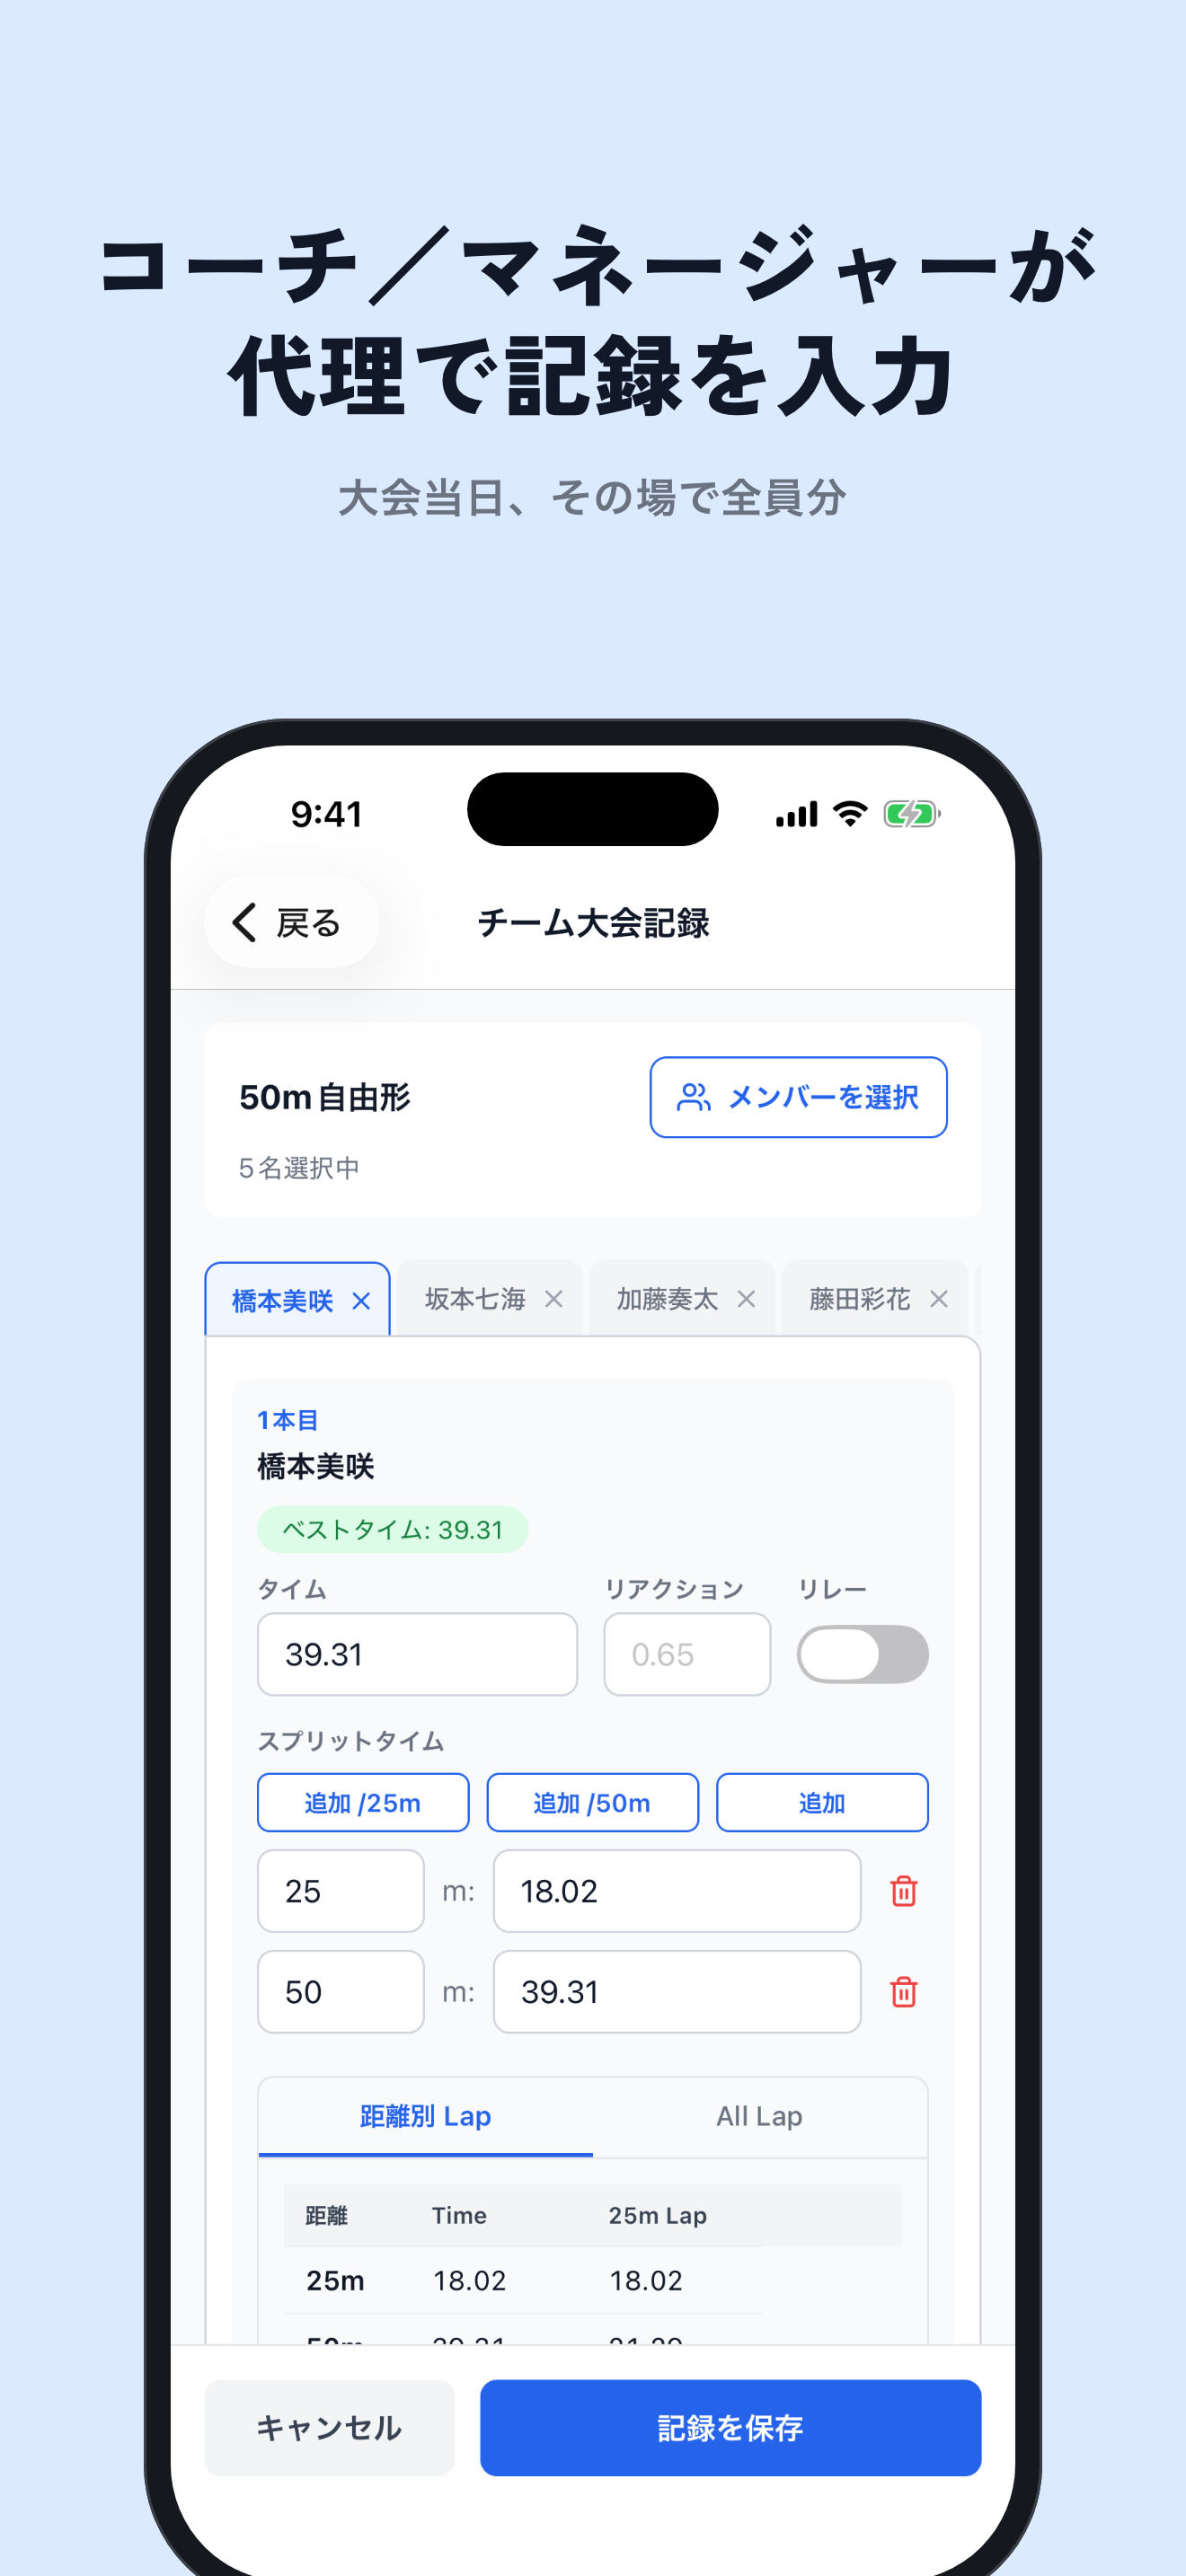 コーチ／マネージャーが
代理で記録を入力
大会当日、その場で全員分
9:41
戻る
チーム大会記録
50m自由形
メンバーを選択
5名選択中
橋本美咲
坂本七海
加藤奏太
藤田彩花
1本目
橋本美咲
ベストタイム: 39.31
タイム
リアクション
リレー
39.31
0.65
スプリットタイム
追加 /25m
追加 /50m
追加
25
m:
18.02
50
m:
39.31
距離別 Lap
All Lap
距離
Time
25m Lap
25m
18.02
18.02
50m
39.31
21.29
キャンセル
記録を保存